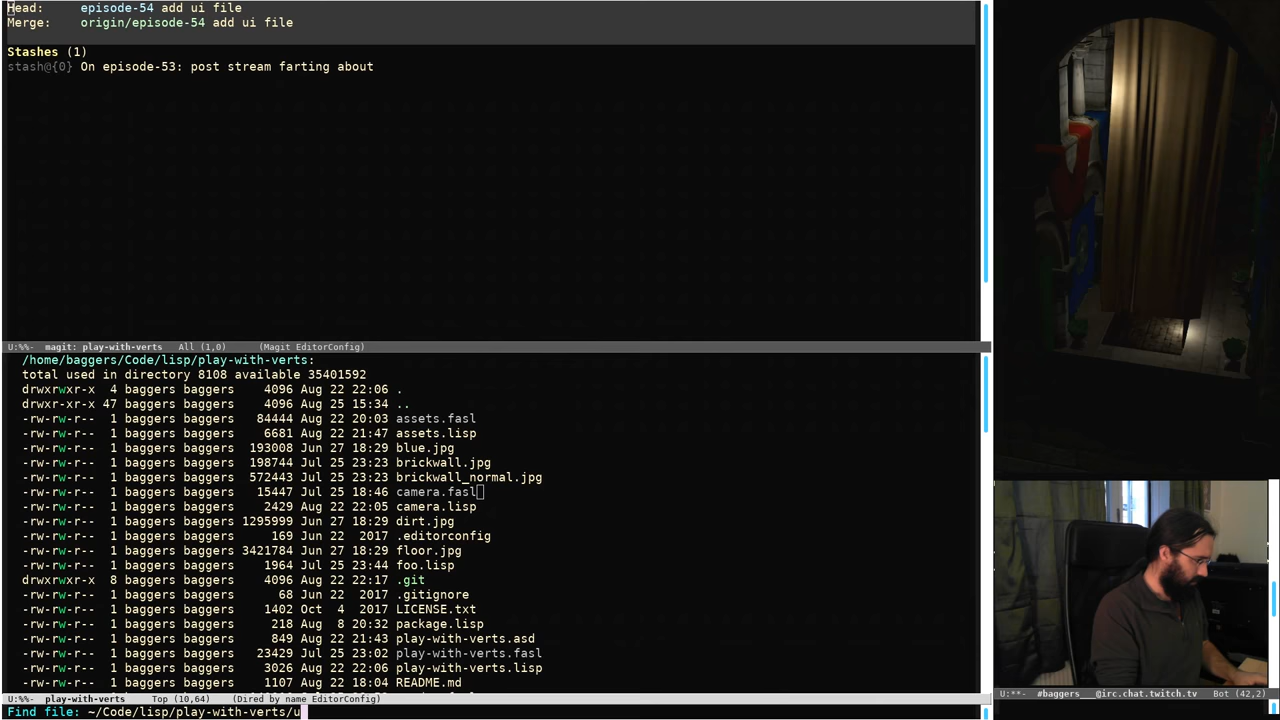 Head:     episode-54 add ui file
Merge:    origin/episode-54 add ui file
Stashes (1)
stash@{0} On episode-53: post stream farting about
U:%%-  magit: play-with-verts   All (1,0)     (Magit EditorConfig)
/home/baggers/Code/lisp/play-with-verts:
total used in directory 8108 available 35401592
drwxrwxr-x  4 baggers baggers    4096 Aug 22 22:06 .
drwxr-xr-x 47 baggers baggers    4096 Aug 25 15:34 ..
-rw-rw-r--  1 baggers baggers   84444 Aug 22 20:03 assets.fasl
-rw-rw-r--  1 baggers baggers    6681 Aug 22 21:47 assets.lisp
-rw-rw-r--  1 baggers baggers  193008 Jun 27 18:29 blue.jpg
-rw-rw-r--  1 baggers baggers  198744 Jul 25 23:23 brickwall.jpg
-rw-rw-r--  1 baggers baggers  572443 Jul 25 23:23 brickwall_normal.jpg
-rw-rw-r--  1 baggers baggers   15447 Jul 25 18:46 camera.fasl
-rw-rw-r--  1 baggers baggers    2429 Aug 22 22:05 camera.lisp
-rw-rw-r--  1 baggers baggers 1295999 Jun 27 18:29 dirt.jpg
-rw-rw-r--  1 baggers baggers     169 Jun 22  2017 .editorconfig
-rw-rw-r--  1 baggers baggers 3421784 Jun 27 18:29 floor.jpg
-rw-rw-r--  1 baggers baggers    1964 Jul 25 23:44 foo.lisp
drwxrwxr-x  8 baggers baggers    4096 Aug 22 22:17 .git
-rw-rw-r--  1 baggers baggers      68 Jun 22  2017 .gitignore
-rw-rw-r--  1 baggers baggers    1402 Oct  4  2017 LICENSE.txt
-rw-rw-r--  1 baggers baggers     218 Aug  8 20:32 package.lisp
-rw-rw-r--  1 baggers baggers     849 Aug 22 21:43 play-with-verts.asd
-rw-rw-r--  1 baggers baggers   23429 Jul 25 23:02 play-with-verts.fasl
-rw-rw-r--  1 baggers baggers    3026 Aug 22 22:06 play-with-verts.lisp
-rw-rw-r--  1 baggers baggers    1107 Aug 22 18:04 README.md
U:%%-  play-with-verts    Top (10,64)   (Dired by name EditorConfig)
U:**-  #baggers___@irc.chat.twitch.tv  Bot (42,2)
Find file: ~/Code/lisp/play-with-verts/u